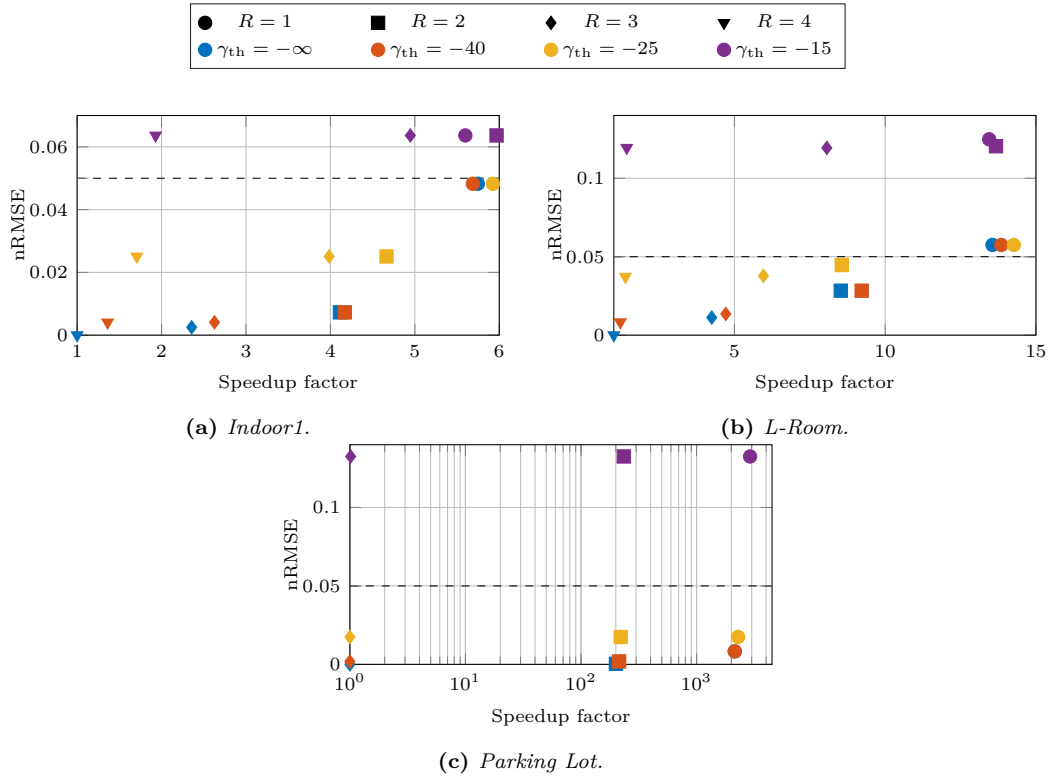 R = 1 R = 2 R = 3 R = 4
γth = −∞ γth = −40 γth = −25 γth = −15
0.06
0.04
0.02
0
nRMSE
1 2 3 4 5 6
Speedup factor
(a) Indoor1.
0.1
0.05
0
nRMSE
5 10 15
Speedup factor
(b) L-Room.
0.1
0.05
0
nRMSE
10^0 10^1 10^2 10^3
Speedup factor
(c) Parking Lot.